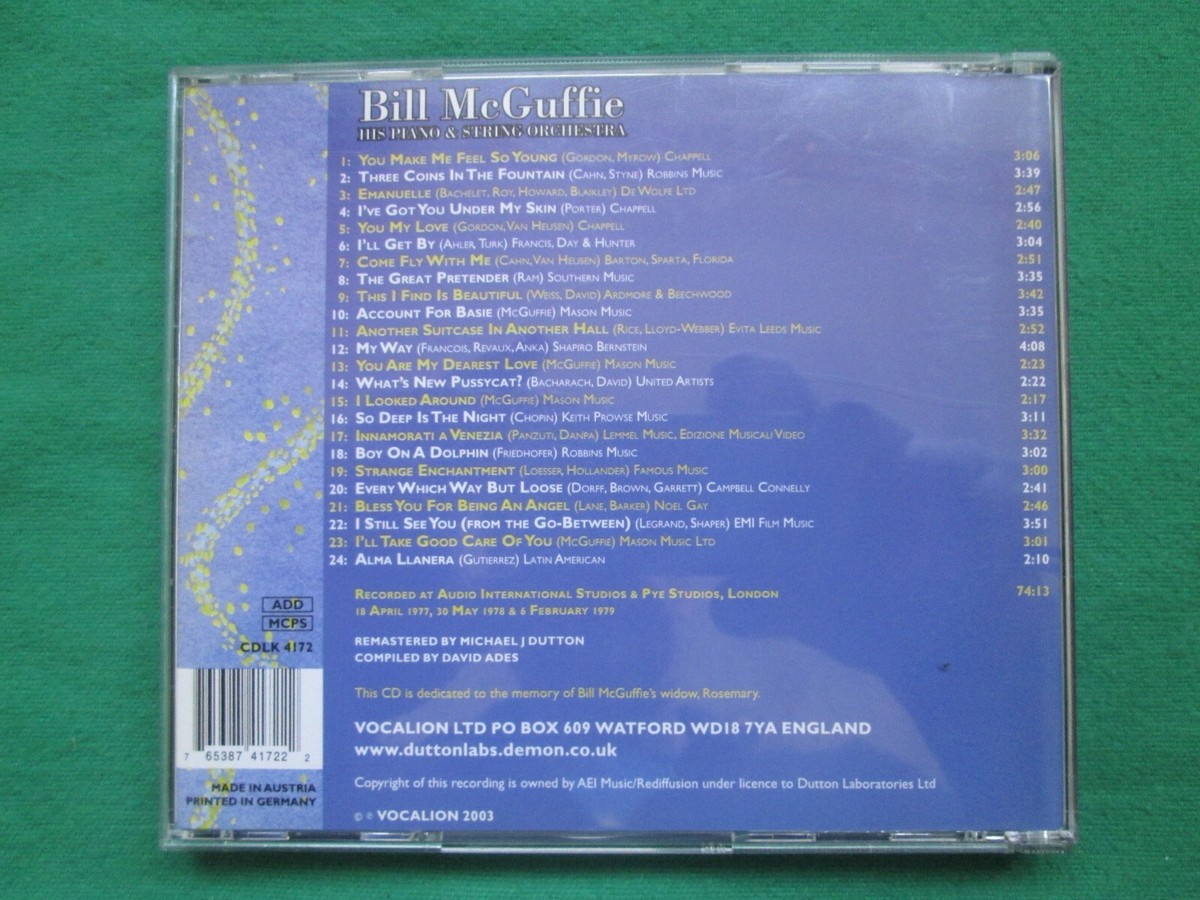 Bill McGuffie
HIS PIANO & STRING ORCHESTRA
1: YOU MAKE ME FEEL SO YOUNG (GORDON, MYROW) CHAPPELL 3:06
2: THREE COINS IN THE FOUNTAIN (CAHN, STYNE) ROBBINS MUSIC 3:39
3: EMANUELLE (BACHELET, ROY, HOWARD, BLAIKLEY) DE WOLFE LTD 2:47
4: I'VE GOT YOU UNDER MY SKIN (PORTER) CHAPPELL 2:56
5: YOU MY LOVE (GORDON, VAN HEUSEN) CHAPPELL 2:40
6: I'LL GET BY (AHLER, TURK) FRANCIS, DAY & HUNTER 3:04
7: COME FLY WITH ME (CAHN, VAN HEUSEN) BARTON, SPARTA, FLORIDA 2:51
8: THE GREAT PRETENDER (RAM) SOUTHERN MUSIC 3:35
9: THIS I FIND IS BEAUTIFUL (WEISS, DAVID) ARDMORE & BEECHWOOD 3:42
10: ACCOUNT FOR BASIE (MCGUFFIE) MASON MUSIC 3:35
11: ANOTHER SUITCASE IN ANOTHER HALL (RICE, LLOYD-WEBBER) EVITA LEEDS MUSIC 2:52
12: MY WAY (FRANCOIS, REVAUX, ANKA) SHAPIRO BERNSTEIN 4:08
13: YOU ARE MY DEAREST LOVE (MCGUFFIE) MASON MUSIC 2:23
14: WHAT'S NEW PUSSYCAT? (BACHARACH, DAVID) UNITED ARTISTS 2:22
15: I LOOKED AROUND (MCGUFFIE) MASON MUSIC 2:17
16: SO DEEP IS THE NIGHT (CHOPIN) KEITH PROWSE MUSIC 3:11
17: INNAMORATI A VENEZIA (PANZUTI, DANPA) LEMMEL MUSIC, EDIZIONE MUSICALI VIDEO 3:32
18: BOY ON A DOLPHIN (FRIEDHOFER) ROBBINS MUSIC 3:02
19: STRANGE ENCHANTMENT (LOESSER, HOLLANDER) FAMOUS MUSIC 3:00
20: EVERY WHICH WAY BUT LOOSE (DORFF, BROWN, GARRETT) CAMPBELL CONNELLY 2:41
21: BLESS YOU FOR BEING AN ANGEL (LANE, BARKER) NOEL GAY 2:46
22: I STILL SEE YOU (FROM THE GO-BETWEEN) (LEGRAND, SHAPER) EMI FILM MUSIC 3:51
23: I'LL TAKE GOOD CARE OF YOU (MCGUFFIE) MASON MUSIC LTD 3:01
24: ALMA LLANERA (GUTIERREZ) LATIN AMERICAN 2:10
RECORDED AT AUDIO INTERNATIONAL STUDIOS & PYE STUDIOS, LONDON 74:13
18 APRIL 1977, 30 MAY 1978 & 6 FEBRUARY 1979
REMASTERED BY MICHAEL J DUTTON
COMPILED BY DAVID ADES
This CD is dedicated to the memory of Bill McGuffie's widow, Rosemary.
VOCALION LTD PO BOX 609 WATFORD WD18 7YA ENGLAND
www.duttonlabs.demon.co.uk
Copyright of this recording is owned by AEI Music/Rediffusion under licence to Dutton Laboratories Ltd
© ℗ VOCALION 2003
ADD
MCPS
CDLK 4172
7 65387 41722 2
MADE IN AUSTRIA
PRINTED IN GERMANY